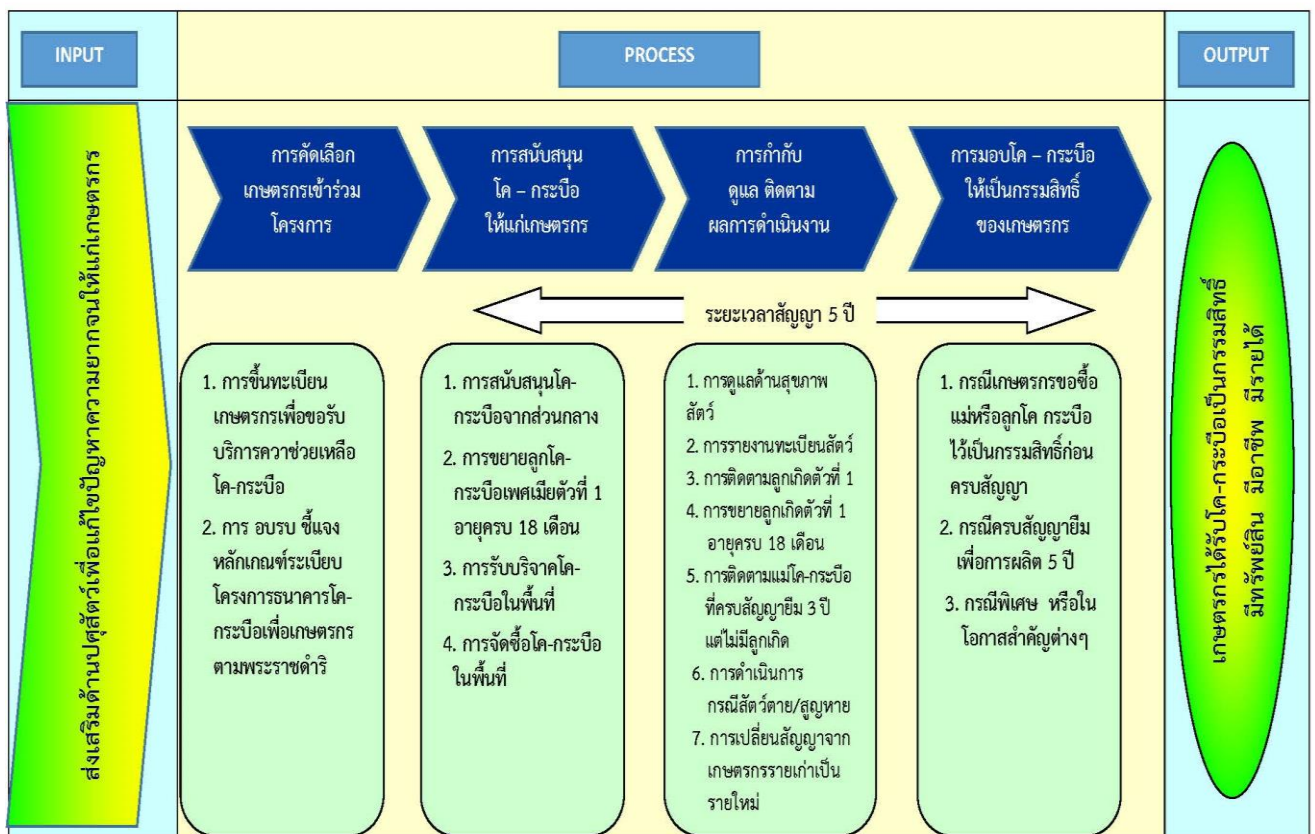 INPUT
PROCESS
OUTPUT
ส่งเสริมด้านปศุสัตว์เพื่อแก้ไขปัญหาความยากจนให้แก่เกษตรกร
การคัดเลือก
เกษตรกรเข้าร่วม
โครงการ
การสนับสนุน
โค – กระบือ
ให้แก่เกษตรกร
การกำกับ
ดูแล ติดตาม
ผลการดำเนินงาน
การมอบโค – กระบือ
ให้เป็นกรรมสิทธิ์
ของเกษตรกร
ระยะเวลาสัญญา 5 ปี
1. การขึ้นทะเบียน
เกษตรกรเพื่อขอรับ
บริการควาช่วยเหลือ
โค-กระบือ
2. การ อบรบ ชี้แจง
หลักเกณฑ์ระเบียบ
โครงการธนาคารโค-
กระบือเพื่อเกษตรกร
ตามพระราชดำริ
1. การสนับสนุนโค-
กระบือจากส่วนกลาง
2. การขยายลูกโค-
กระบือเพศเมียตัวที่ 1
อายุครบ 18 เดือน
3. การรับบริจาคโค-
กระบือในพื้นที่
4. การจัดซื้อโค-กระบือ
ในพื้นที่
1. การดูแลด้านสุขภาพ
สัตว์
2. การรายงานทะเบียนสัตว์
3. การติดตามลูกเกิดตัวที่ 1
4. การขยายลูกเกิดตัวที่ 1
อายุครบ 18 เดือน
5. การติดตามแม่โค-กระบือ
ที่ครบสัญญายืม 3 ปี
แต่ไม่มีลูกเกิด
6. การดำเนินการ
กรณีสัตว์ตาย/สูญหาย
7. การเปลี่ยนสัญญาจาก
เกษตรกรรายเก่าเป็น
รายใหม่
1. กรณีเกษตรกรขอซื้อ
แม่หรือลูกโค กระบือ
ไว้เป็นกรรมสิทธิ์ก่อน
ครบสัญญา
2. กรณีครบสัญญายืม
เพื่อการผลิต 5 ปี
3. กรณีพิเศษ หรือใน
โอกาสสำคัญต่างๆ
เกษตรกรได้รับโค-กระบือเป็นกรรมสิทธิ์
มีทรัพย์สิน มีอาชีพ มีรายได้